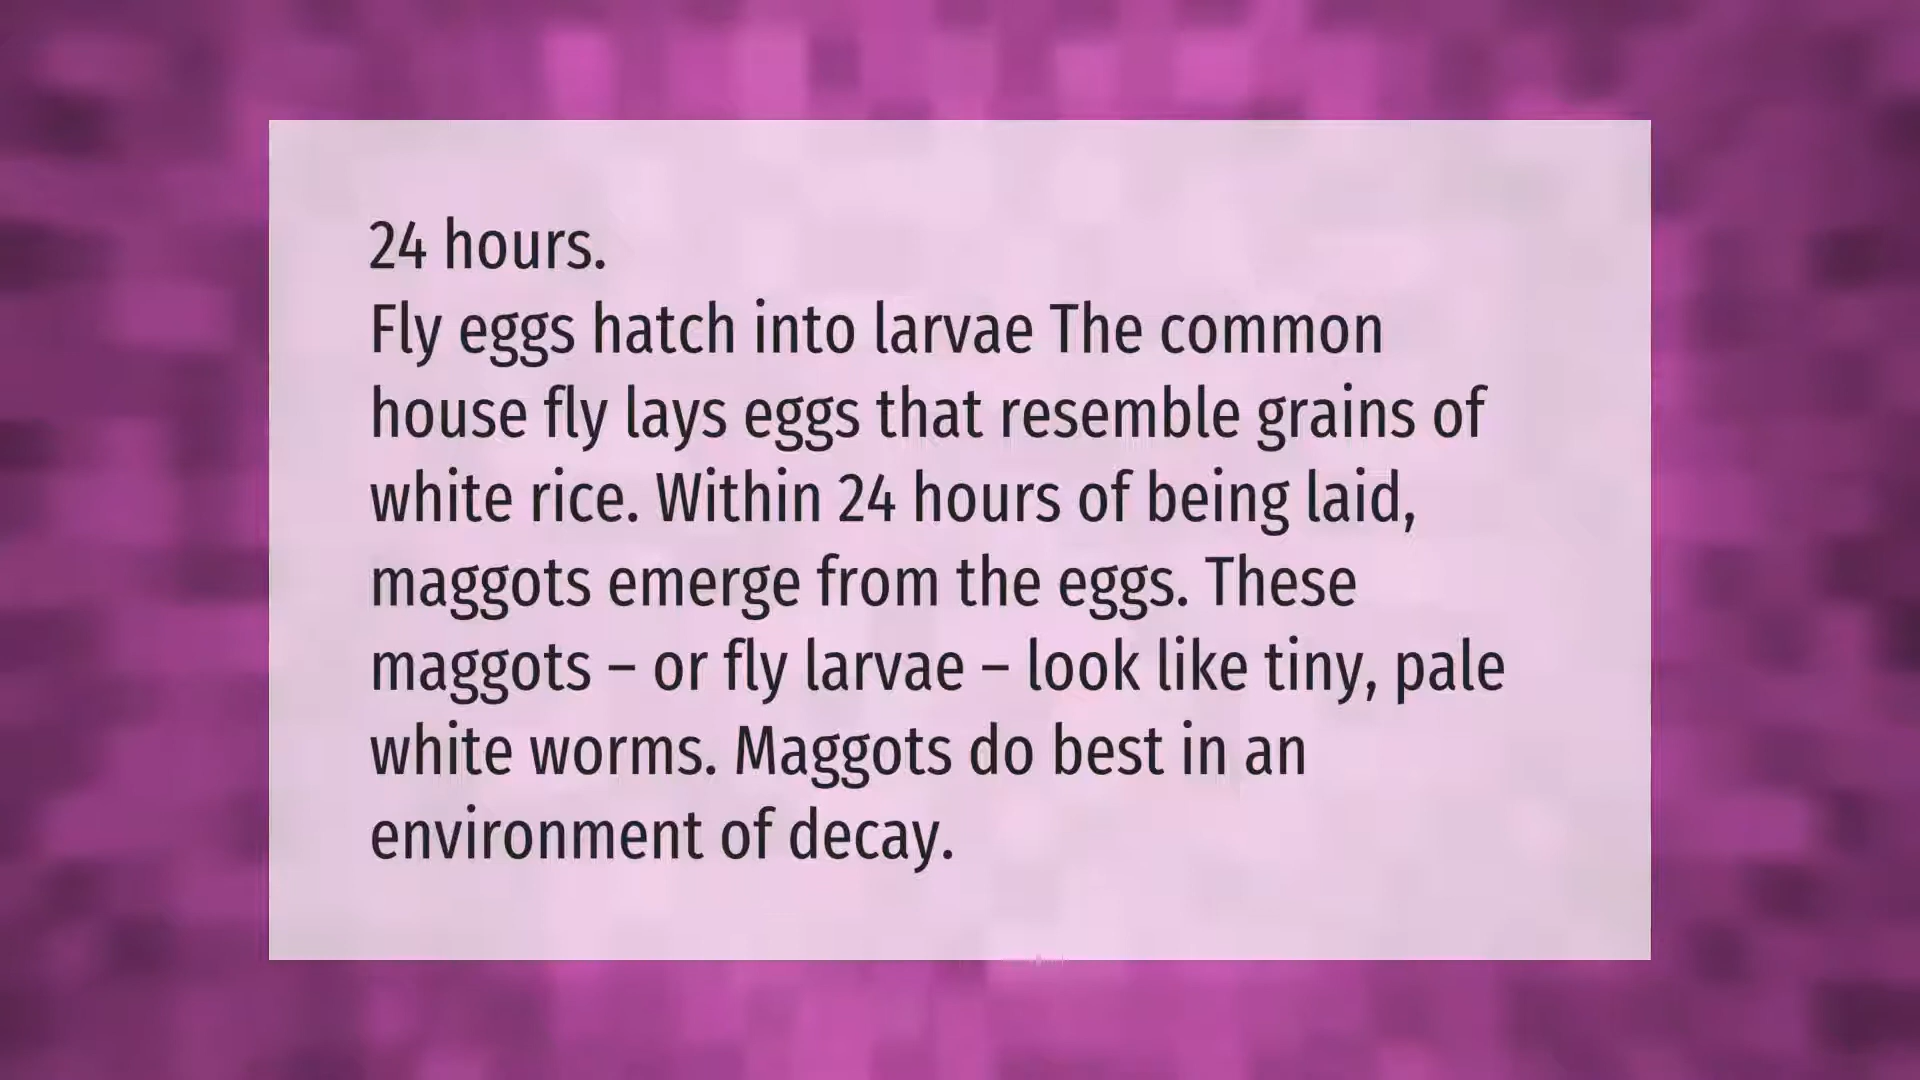 24 hours.
Fly eggs hatch into larvae The common
house fly lays eggs that resemble grains of
white rice. Within 24 hours of being laid,
maggots emerge from the eggs. These
maggots – or fly larvae – look like tiny, pale
white worms. Maggots do best in an
environment of decay.